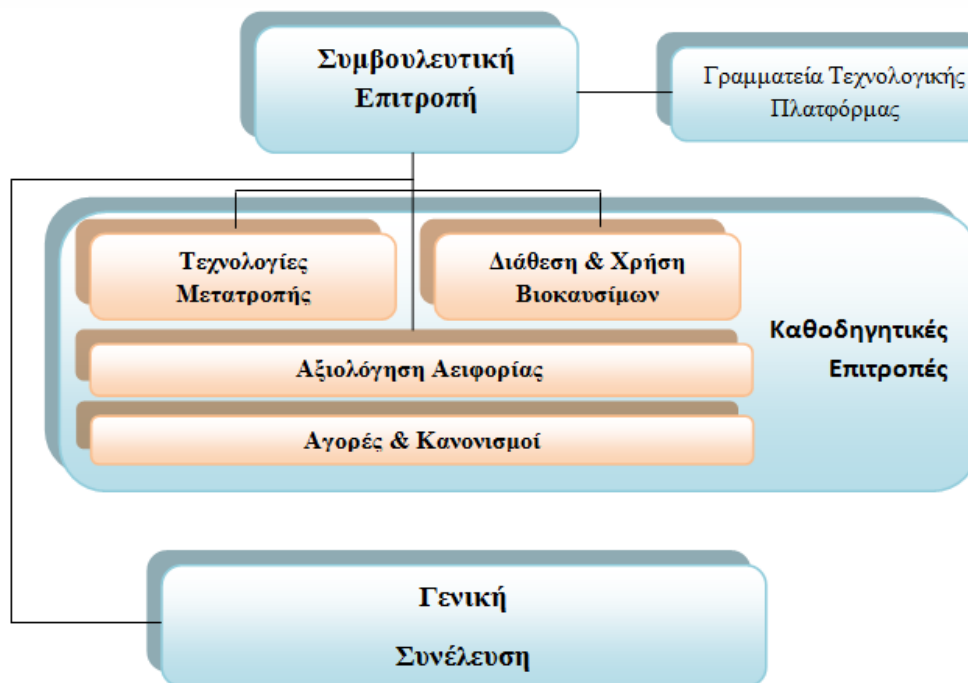 Συμβουλευτική
Επιτροπή
Γραμματεία Τεχνολογικής
Πλατφόρμας
Τεχνολογίες
Μετατροπής
Διάθεση & Χρήση
Βιοκαυσίμων
Καθοδηγητικές
Επιτροπές
Αξιολόγηση Αειφορίας
Αγορές & Κανονισμοί
Γενική
Συνέλευση